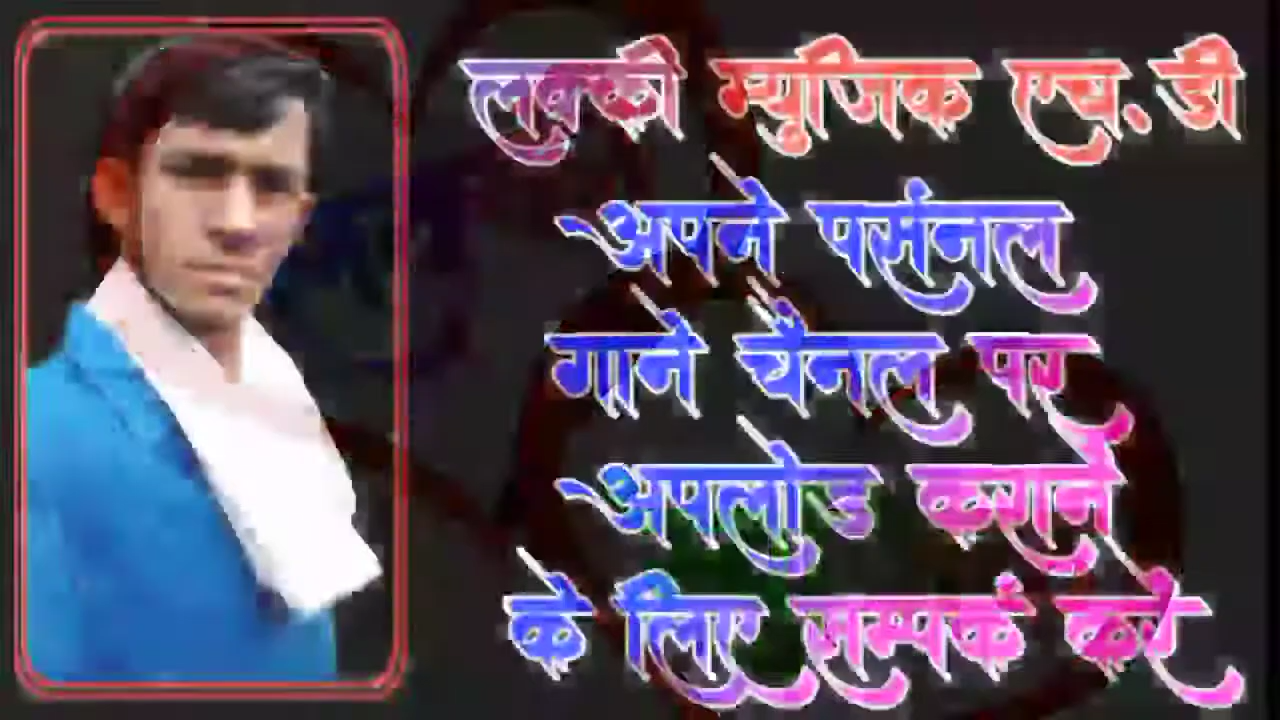 लक्की म्युजिक एच.डी
अपने पर्सनल
गाने चैनल पर
अपलोड कराने
के लिए सम्पर्क करे